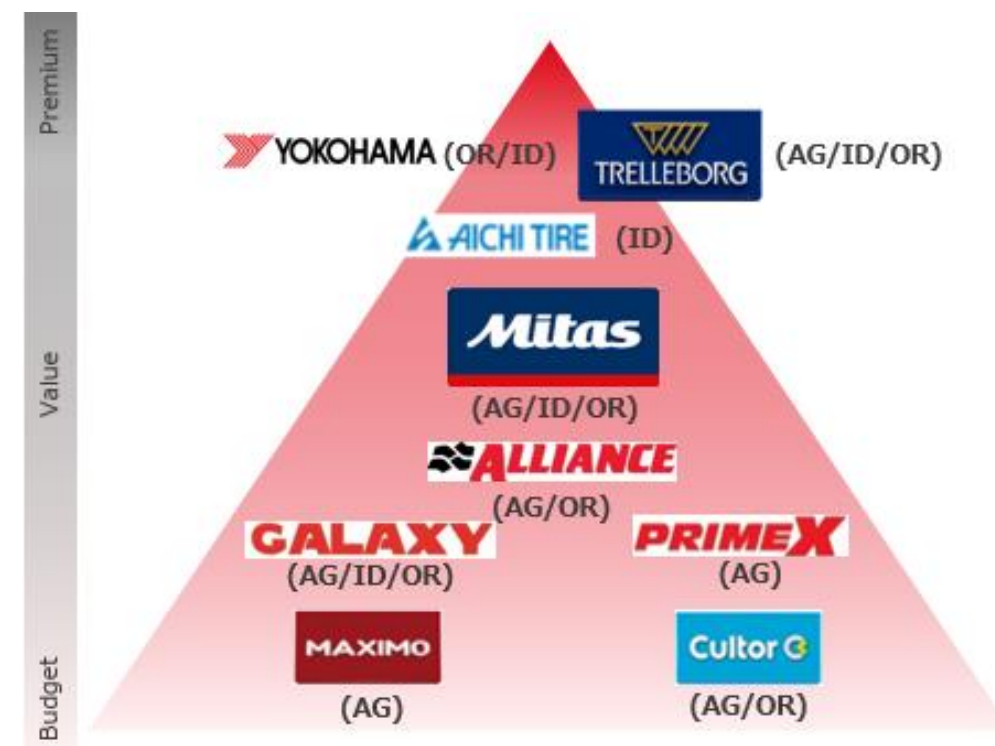 Premium
YOKOHAMA (OR/ID)
TRELLEBORG (AG/ID/OR)
AICHI TIRE (ID)
Mitas
(AG/ID/OR)
Value
ALLIANCE
(AG/OR)
GALAXY
(AG/ID/OR)
PRIMEX
(AG)
Budget
MAXIMO
(AG)
Cultor
(AG/OR)